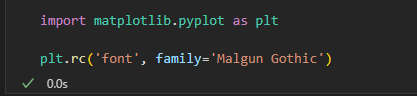 import matplotlib.pyplot as plt
plt.rc('font', family='Malgun Gothic')
0.0s